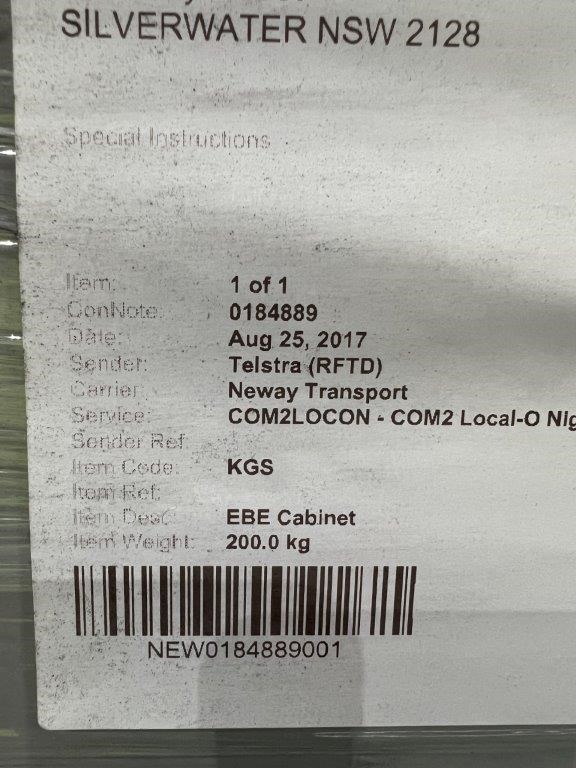 SILVERWATER NSW 2128
Special Instructions
Item: 1 of 1
ConNote: 0184889
Date: Aug 25, 2017
Sender: Telstra (RFTD)
Carrier: Neway Transport
Service: COM2LOCON - COM2 Local-O Nig
Sender Ref:
Item Code: KGS
Item Ref:
Item Desc: EBE Cabinet
Item Weight: 200.0 kg
NEW0184889001